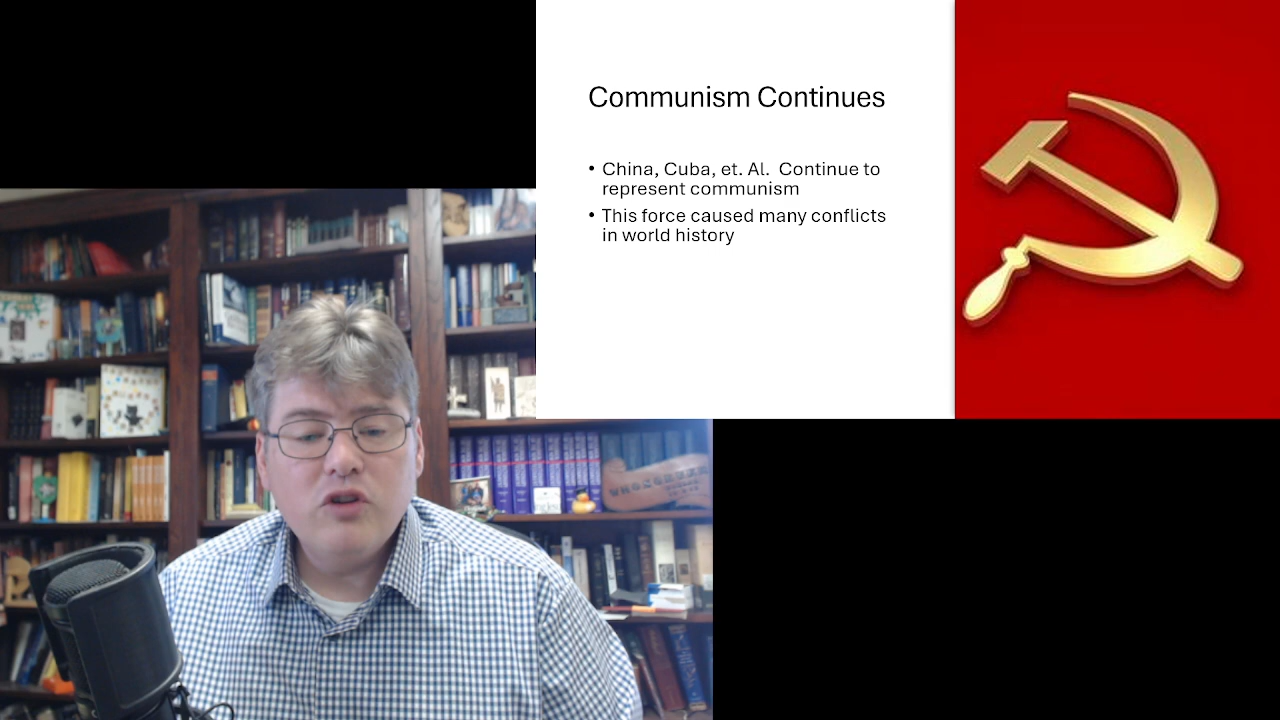 Communism Continues
• China, Cuba, et. Al.  Continue to
represent communism
• This force caused many conflicts
in world history